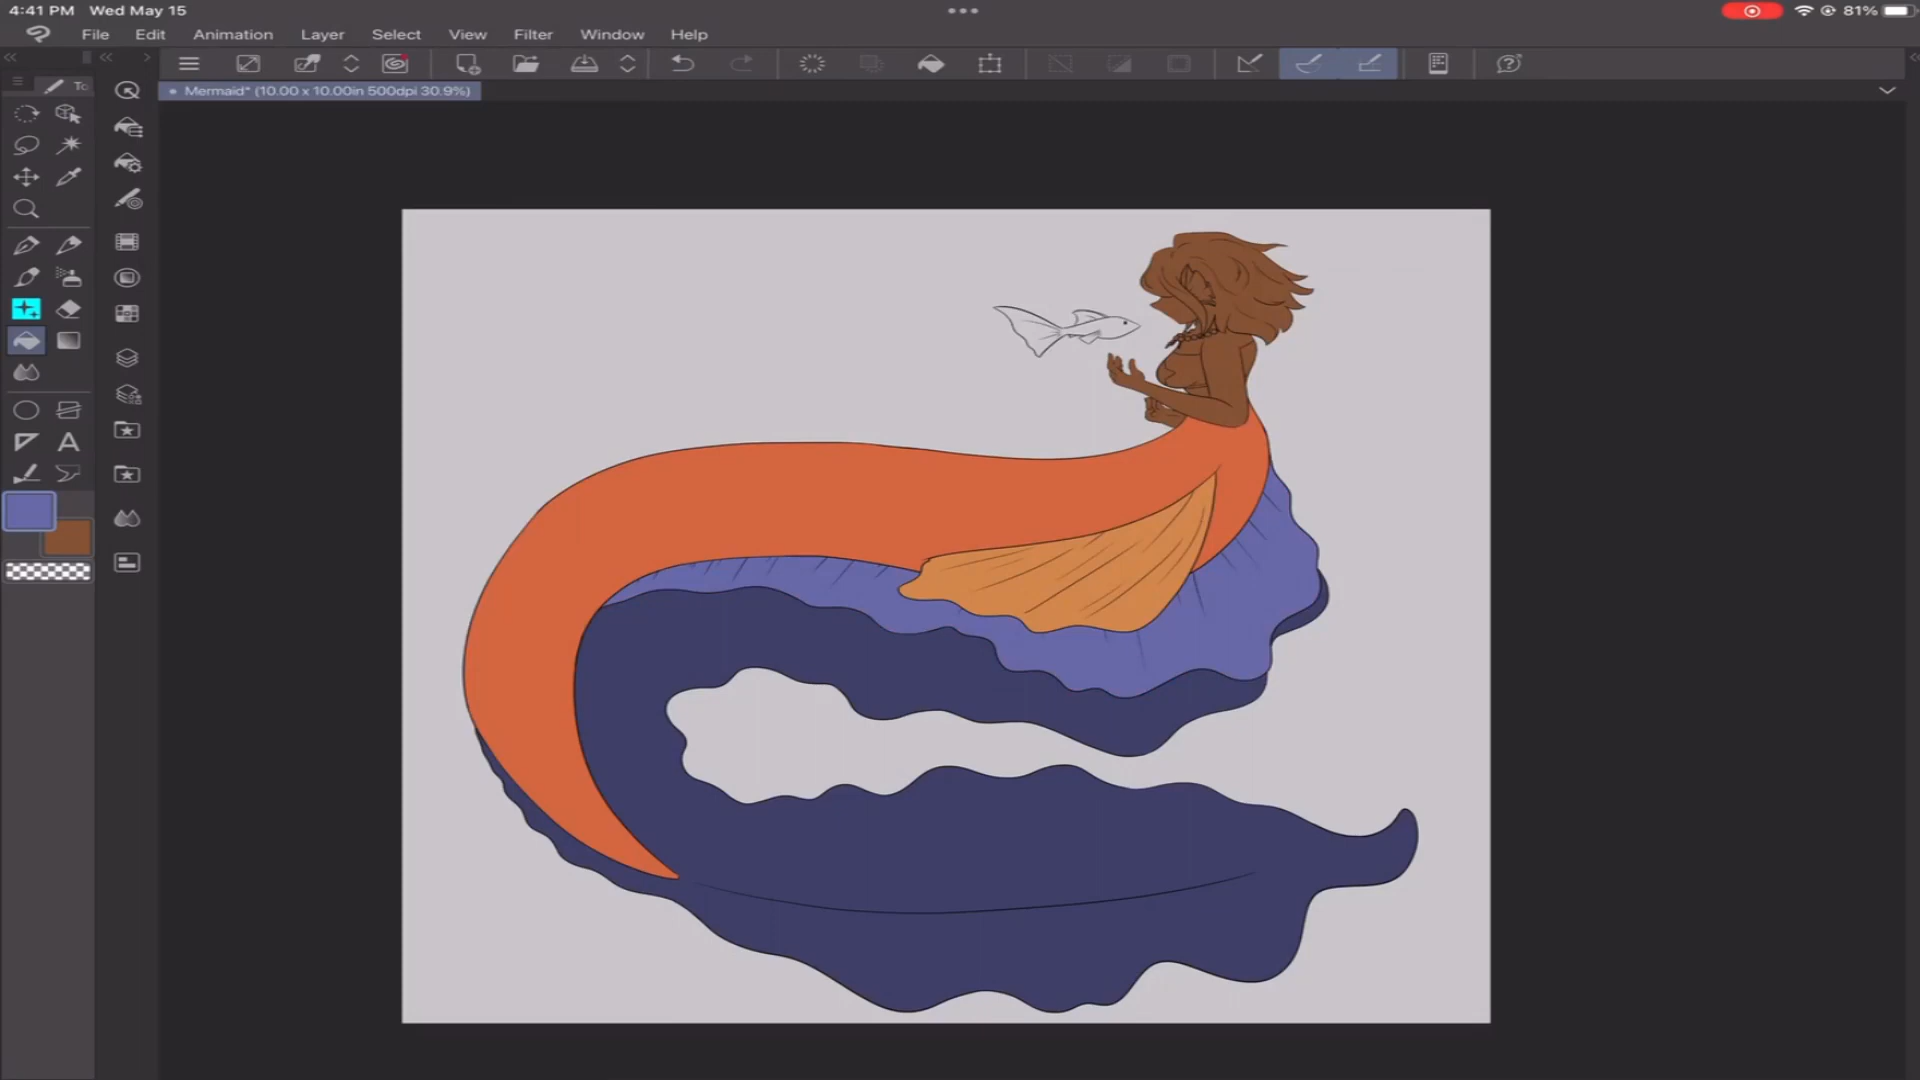 4:41 PM Wed May 15
81%
File Edit Animation Layer Select View Filter Window Help
To
Mermaid* (10.00 x 10.00in 500dpi 30.9%)
A